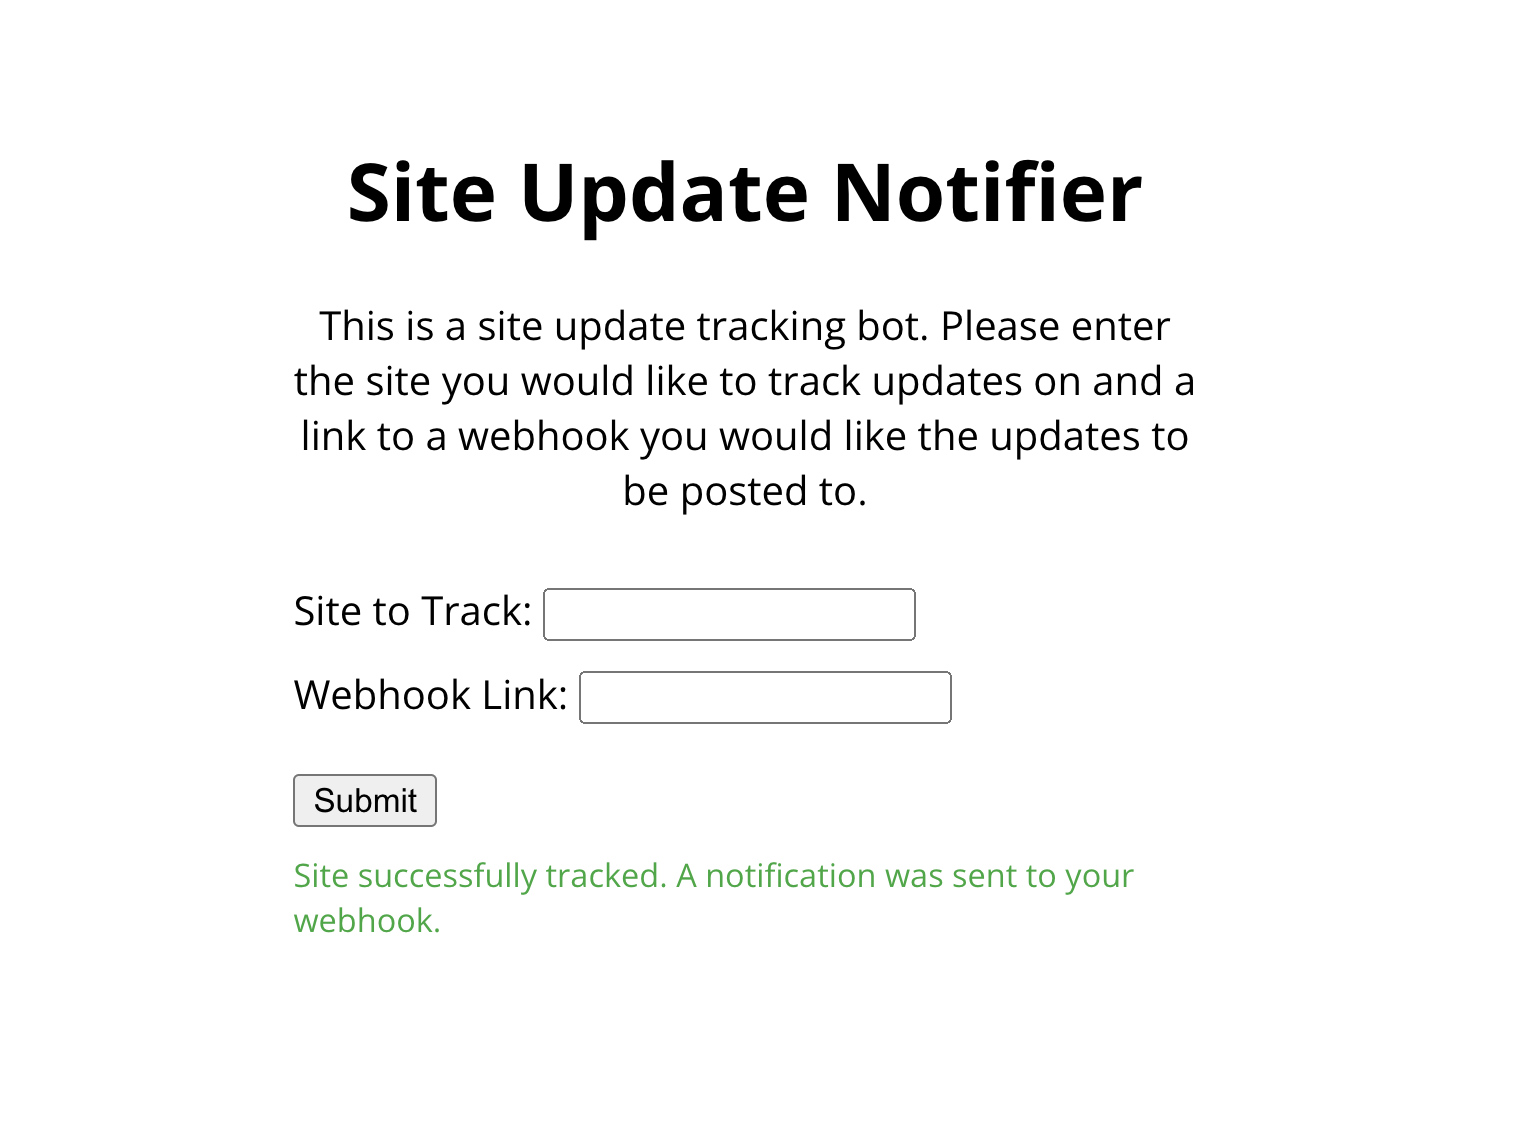 Site Update Notifier
This is a site update tracking bot. Please enter
the site you would like to track updates on and a
link to a webhook you would like the updates to
be posted to.
Site to Track:
Webhook Link:
Submit
Site successfully tracked. A notification was sent to your
webhook.